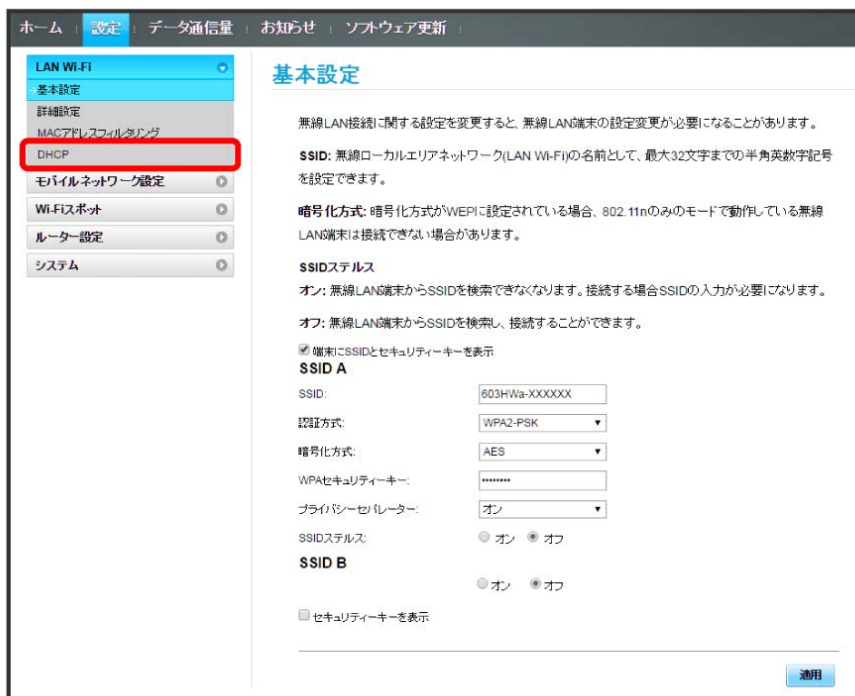 ホーム 設定 データ通信量 お知らせ ソフトウェア更新
LAN Wi-Fi
基本設定
詳細設定
MACアドレスフィルタリング
DHCP
モバイルネットワーク設定
Wi-Fiスポット
ルーター設定
システム
基本設定
無線LAN接続に関する設定を変更すると、無線LAN端末の設定変更が必要になることがあります。
SSID: 無線ローカルエリアネットワーク(LAN Wi-Fi)の名前として、最大32文字までの半角英数字記号
を設定できます。
暗号化方式: 暗号化方式がWEPに設定されている場合、802.11nのみのモードで動作している無線
LAN端末は接続できない場合があります。
SSIDステルス
オン: 無線LAN端末からSSIDを検索できなくなります。接続する場合SSIDの入力が必要になります。
オフ: 無線LAN端末からSSIDを検索し、接続することができます。
端末にSSIDとセキュリティーキーを表示
SSID A
SSID: 603HWa-XXXXXX
認証方式: WPA2-PSK
暗号化方式: AES
WPAセキュリティーキー: ••••••••
プライバシーセパレーター: オン
SSIDステルス: オン オフ
SSID B
オン オフ
セキュリティーキーを表示
適用